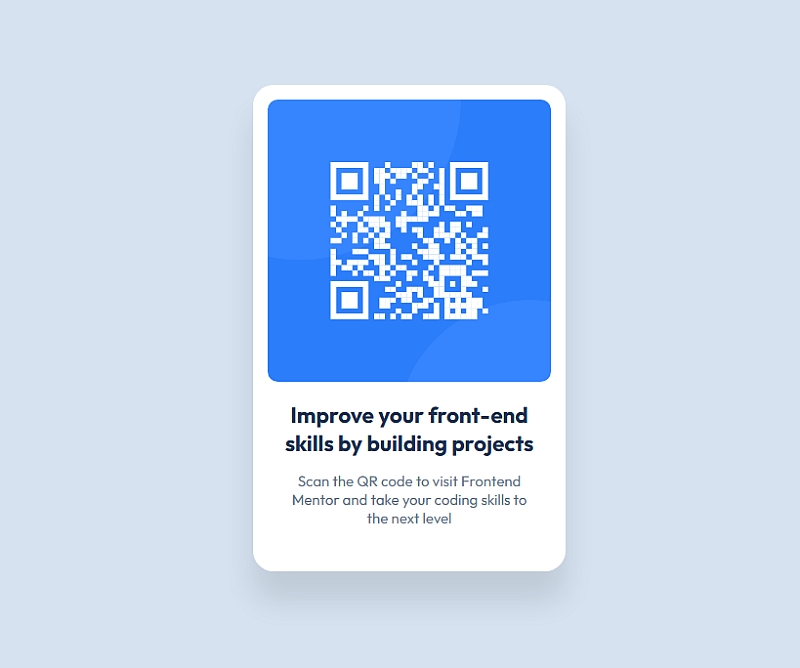 Improve your front-end
skills by building projects
Scan the QR code to visit Frontend
Mentor and take your coding skills to
the next level